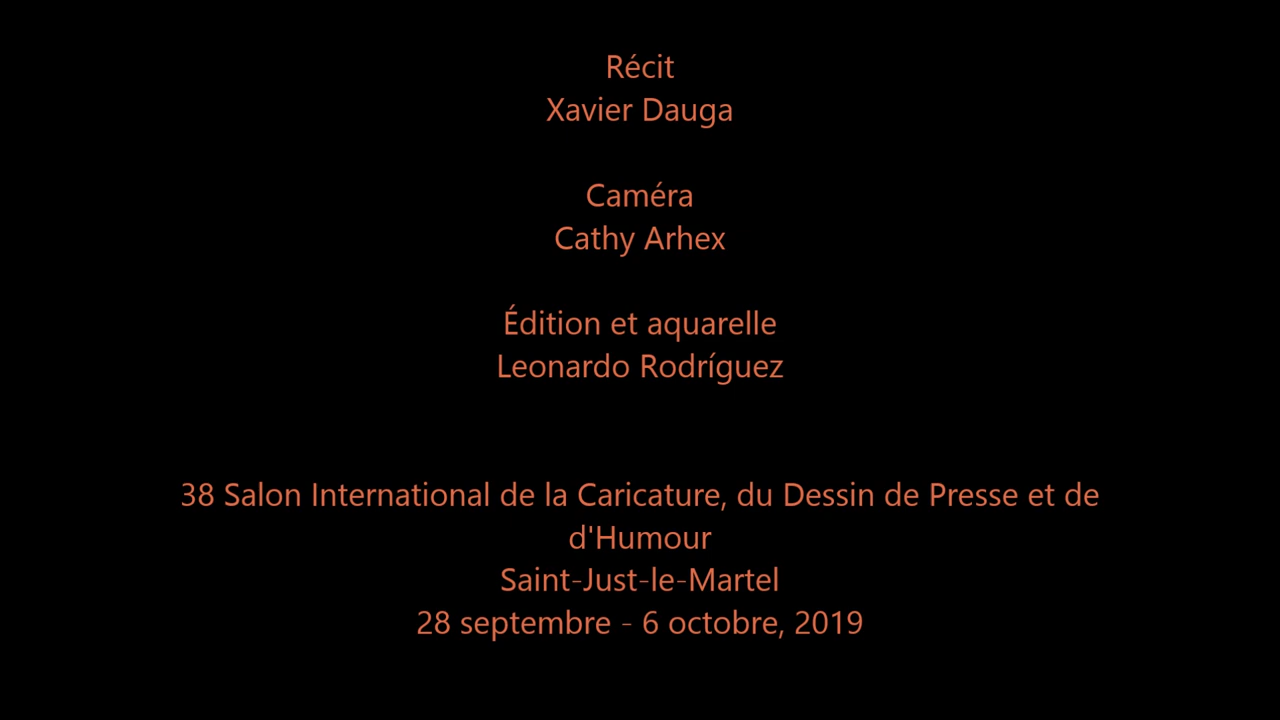 Récit
Xavier Dauga
Caméra
Cathy Arhex
Édition et aquarelle
Leonardo Rodríguez
38 Salon International de la Caricature, du Dessin de Presse et de
d'Humour
Saint-Just-le-Martel
28 septembre - 6 octobre, 2019